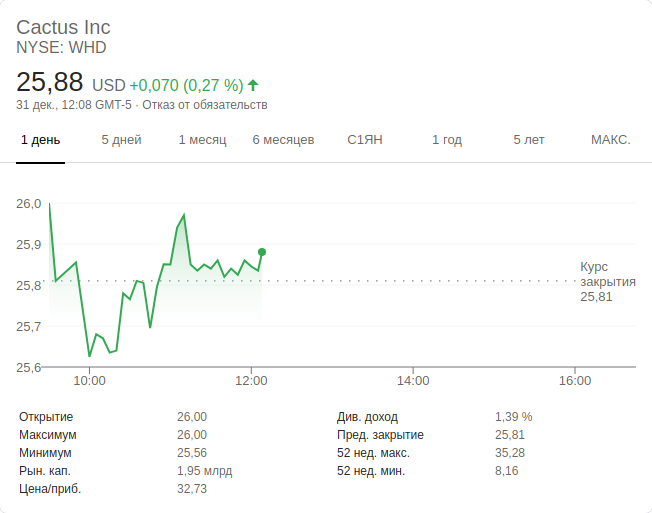 Cactus Inc
NYSE: WHD
25,88 USD +0,070 (0,27 %)
31 дек., 12:08 GMT-5 · Отказ от обязательств
1 день 5 дней 1 месяц 6 месяцев С1ЯН 1 год 5 лет МАКС.
26,0
25,9
25,8
25,7
25,6
Курс
закрытия
25,81
10:00 12:00 14:00 16:00
Открытие 26,00 Див. доход 1,39 %
Максимум 26,00 Пред. закрытие 25,81
Минимум 25,56 52 нед. макс. 35,28
Рын. кап. 1,95 млрд 52 нед. мин. 8,16
Цена/приб. 32,73